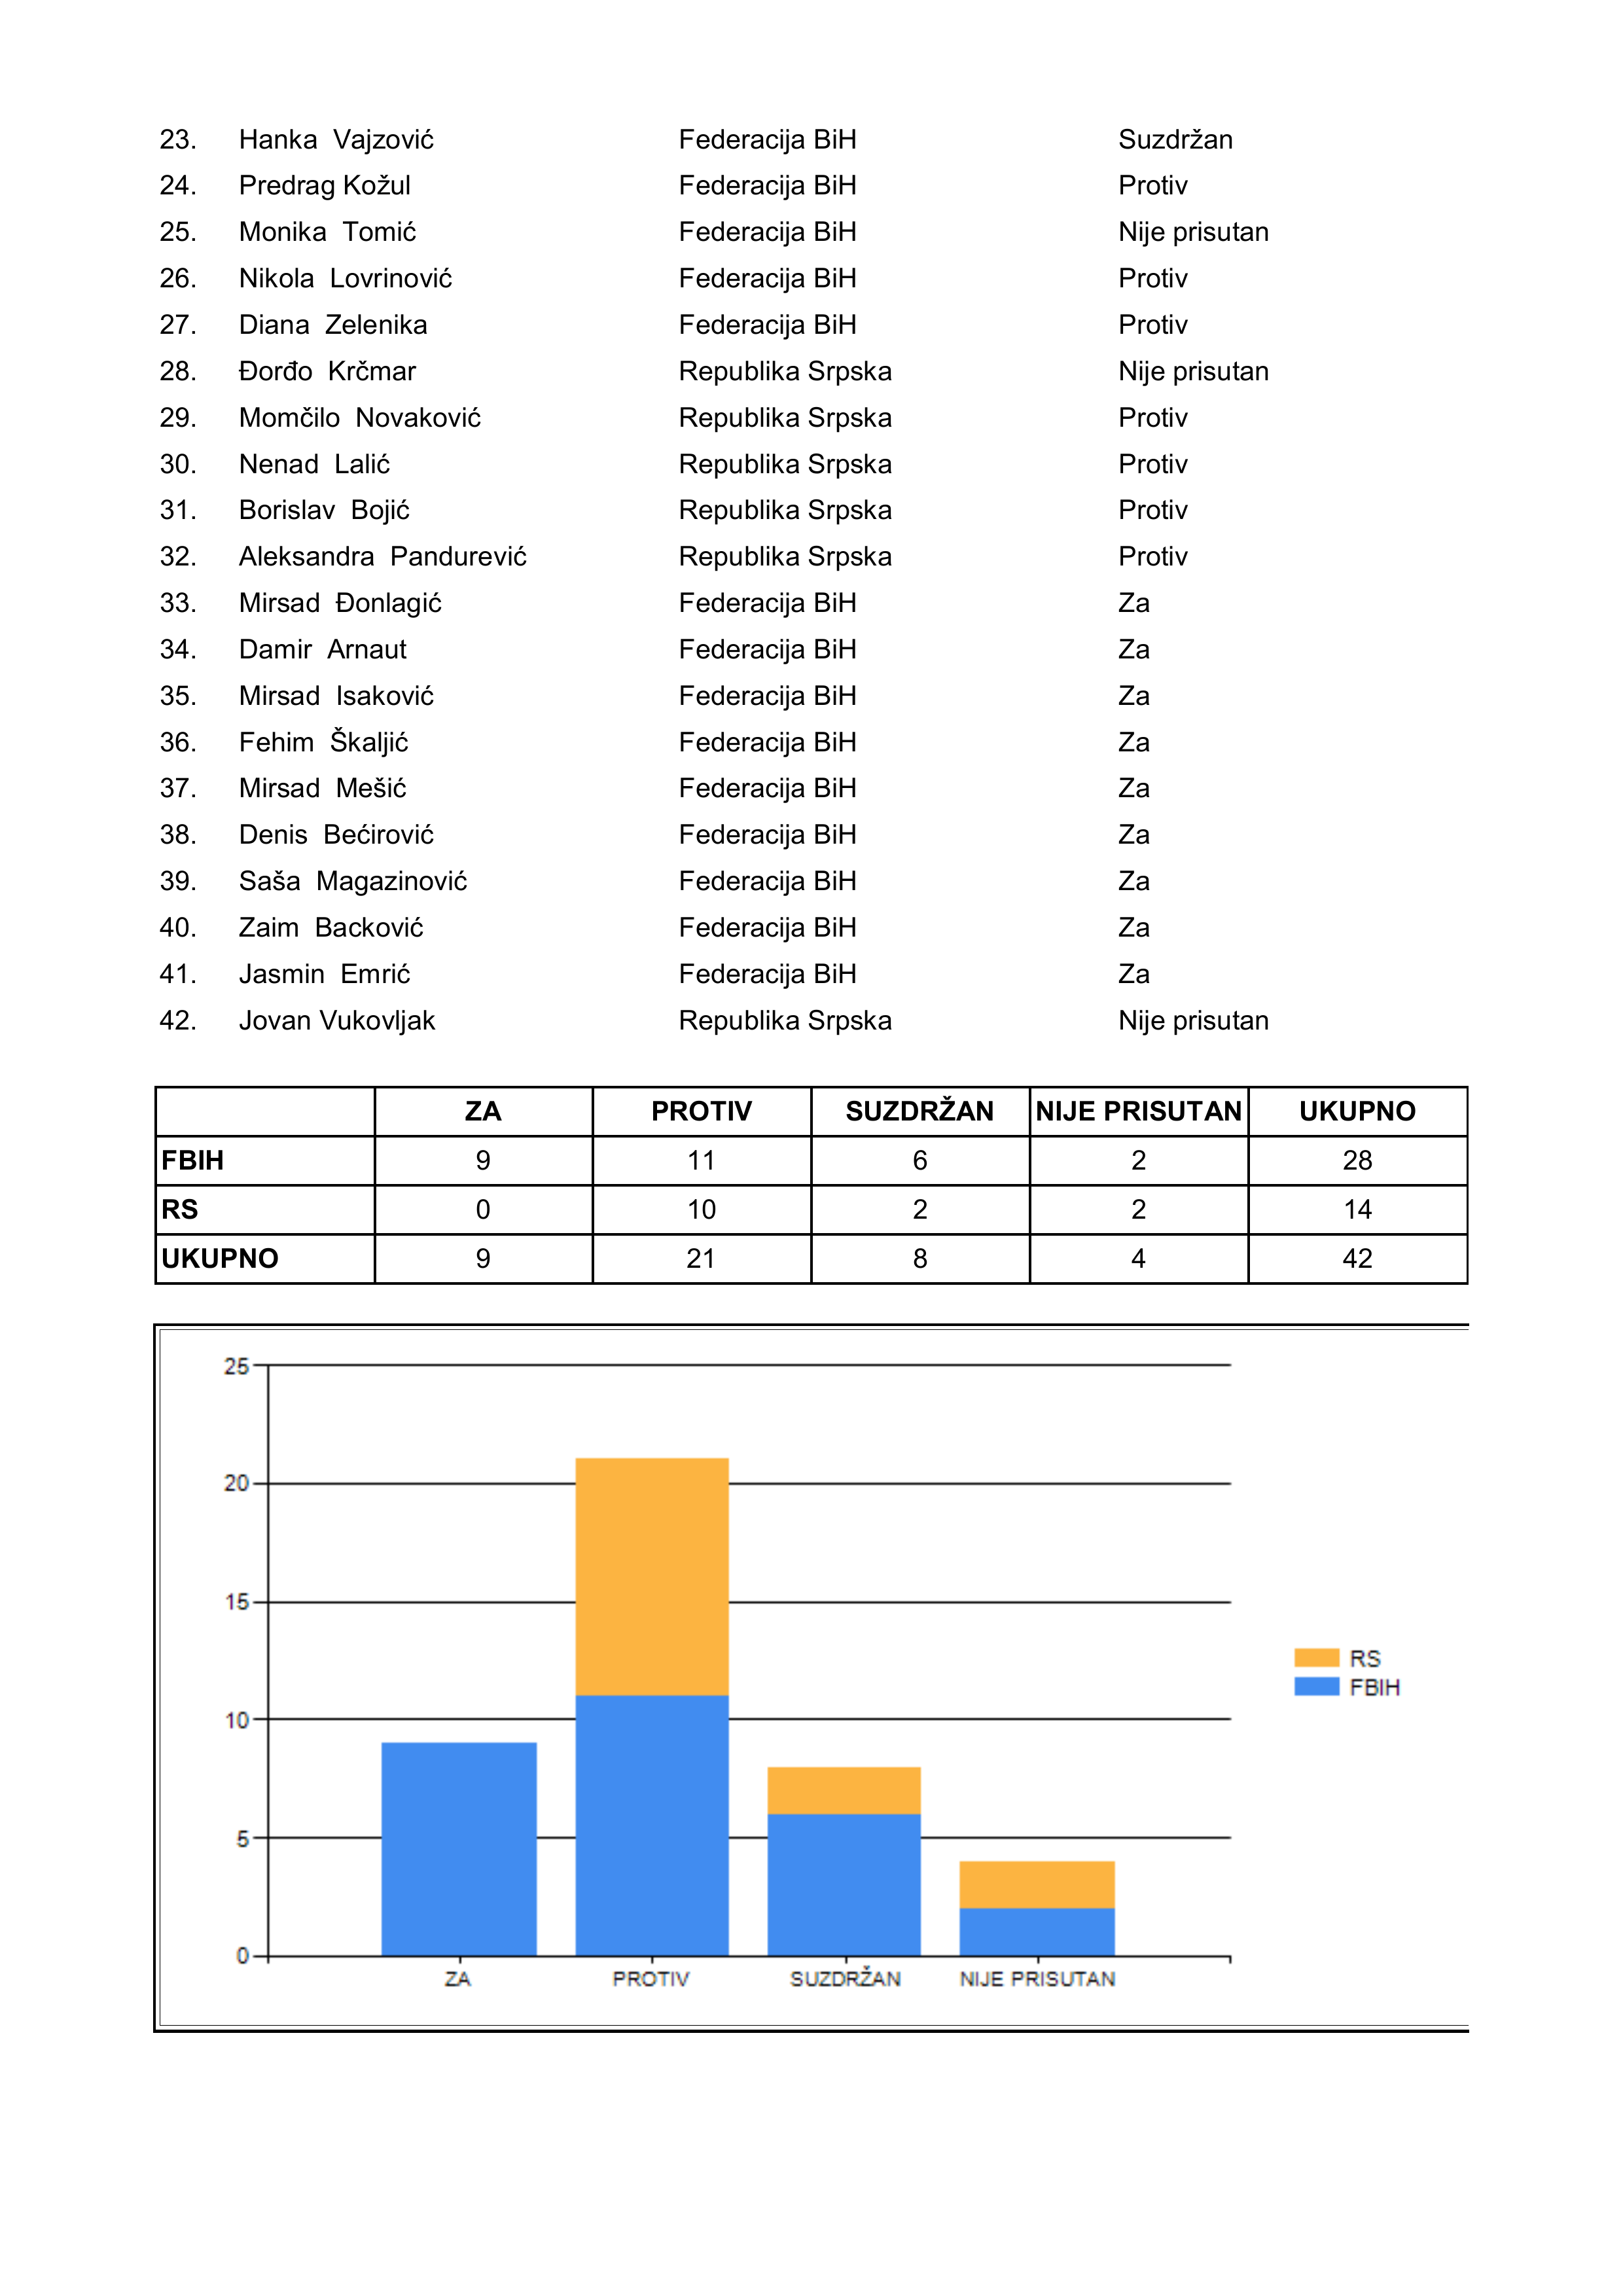 23. Hanka Vajzović Federacija BiH Suzdržan
24. Predrag Kožul Federacija BiH Protiv
25. Monika Tomić Federacija BiH Nije prisutan
26. Nikola Lovrinović Federacija BiH Protiv
27. Diana Zelenika Federacija BiH Protiv
28. Đorđo Krčmar Republika Srpska Nije prisutan
29. Momčilo Novaković Republika Srpska Protiv
30. Nenad Lalić Republika Srpska Protiv
31. Borislav Bojić Republika Srpska Protiv
32. Aleksandra Pandurević Republika Srpska Protiv
33. Mirsad Đonlagić Federacija BiH Za
34. Damir Arnaut Federacija BiH Za
35. Mirsad Isaković Federacija BiH Za
36. Fehim Škaljić Federacija BiH Za
37. Mirsad Mešić Federacija BiH Za
38. Denis Bećirović Federacija BiH Za
39. Saša Magazinović Federacija BiH Za
40. Zaim Backović Federacija BiH Za
41. Jasmin Emrić Federacija BiH Za
42. Jovan Vukovljak Republika Srpska Nije prisutan
ZA PROTIV SUZDRŽAN NIJE PRISUTAN UKUPNO
FBIH 9 11 6 2 28
RS 0 10 2 2 14
UKUPNO 9 21 8 4 42
25
20
15
10
5
0
ZA PROTIV SUZDRŽAN NIJE PRISUTAN
RS
FBIH